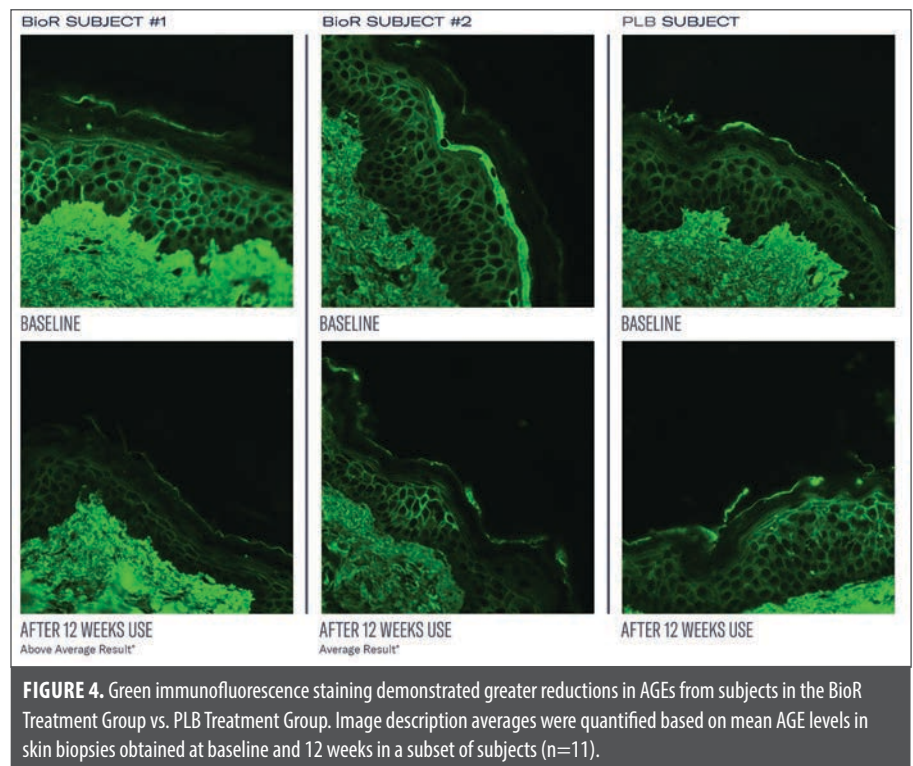 BioR SUBJECT #1
BioR SUBJECT #2
PLB SUBJECT
BASELINE
BASELINE
BASELINE
AFTER 12 WEEKS USE
Above Average Result*
AFTER 12 WEEKS USE
Average Result*
AFTER 12 WEEKS USE
FIGURE 4. Green immunofluorescence staining demonstrated greater reductions in AGEs from subjects in the BioR
Treatment Group vs. PLB Treatment Group. Image description averages were quantified based on mean AGE levels in
skin biopsies obtained at baseline and 12 weeks in a subset of subjects (n=11).